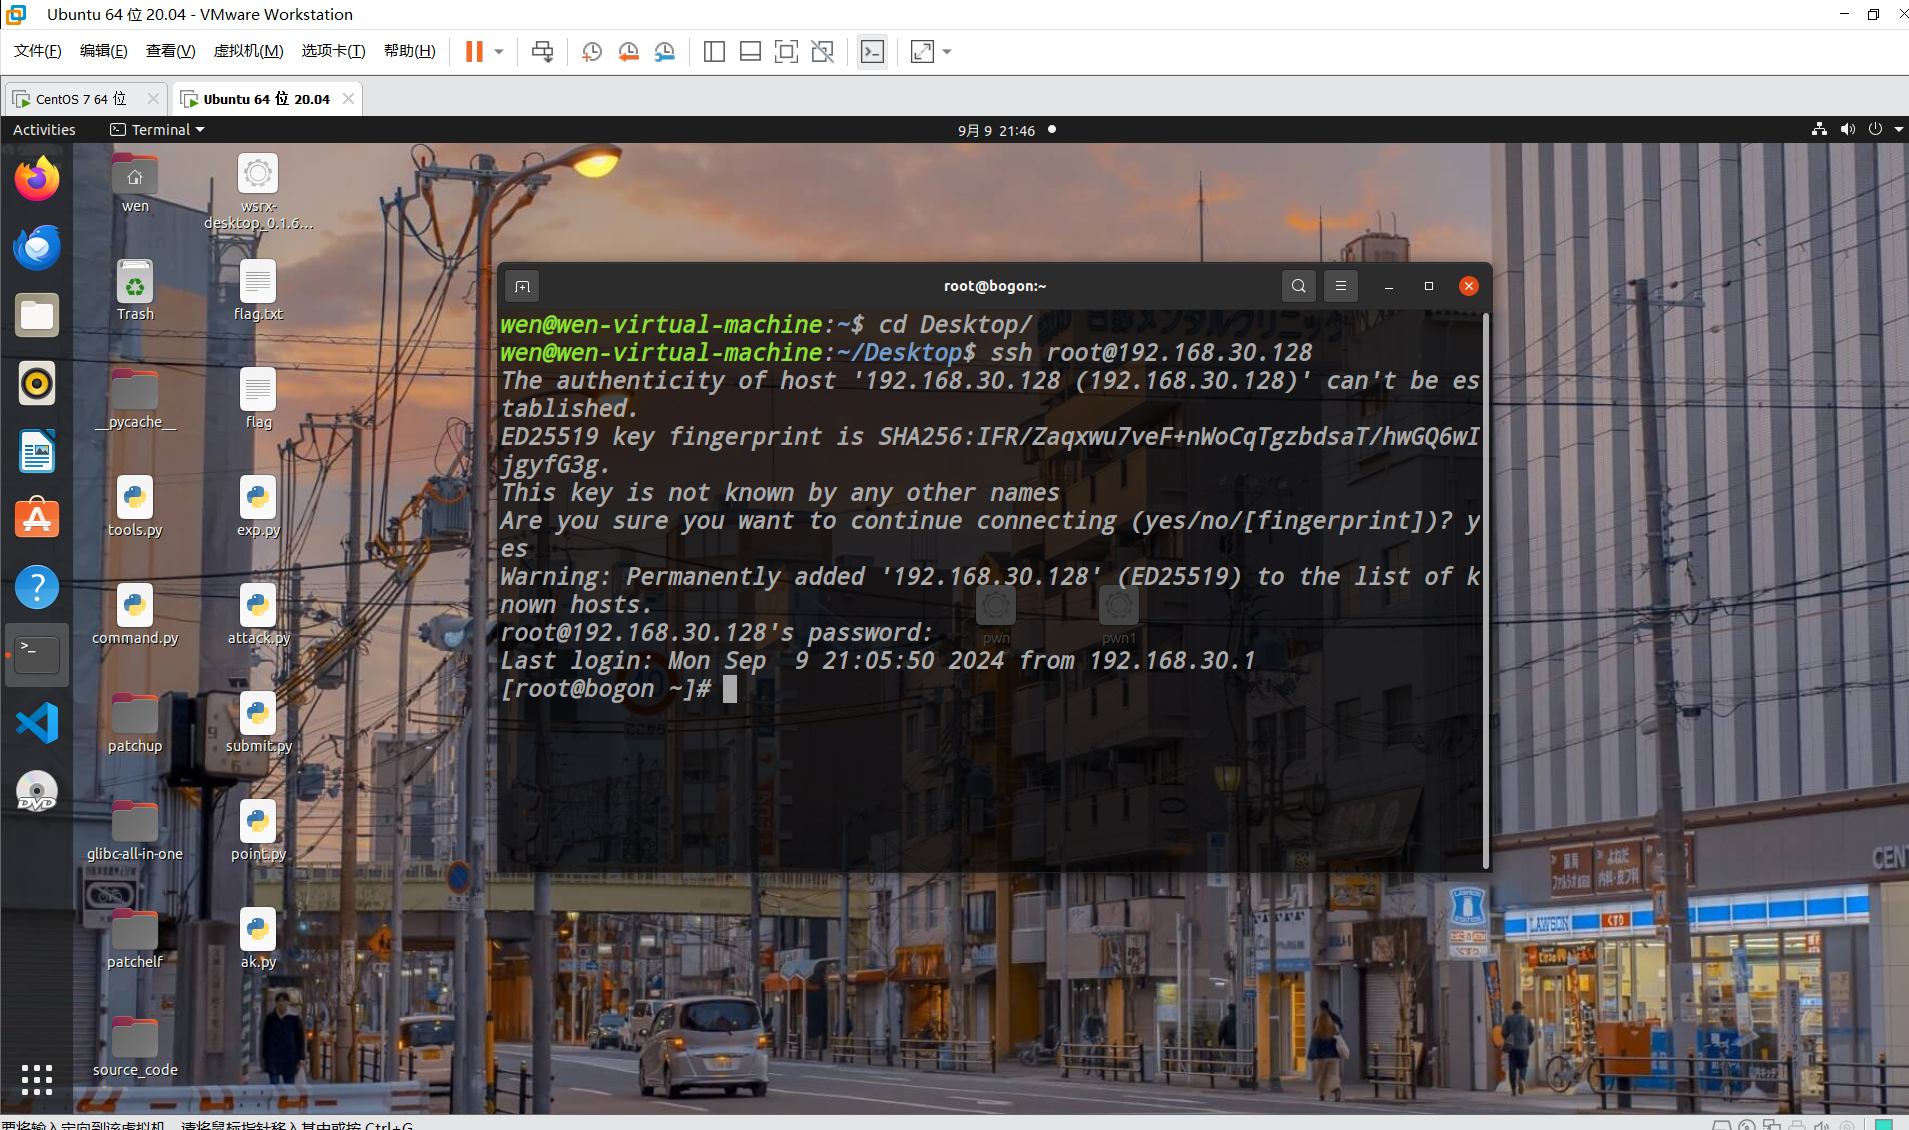 Ubuntu 64 位 20.04 - VMware Workstation
文件(F) 编辑(E) 查看(V) 虚拟机(M) 选项卡(T) 帮助(H)
CentOS 7 64 位
Ubuntu 64 位 20.04
Activities
Terminal
9月 9 21:46
wen
wsrx-
desktop_0.1.6...
Trash
flag.txt
__pycache__
flag
tools.py
exp.py
command.py
attack.py
patchup
submit.py
glibc-all-in-one
point.py
patchelf
ak.py
source_code
DVD
root@bogon:~
wen@wen-virtual-machine:~$ cd Desktop/
wen@wen-virtual-machine:~/Desktop$ ssh root@192.168.30.128
The authenticity of host '192.168.30.128 (192.168.30.128)' can't be es
tablished.
ED25519 key fingerprint is SHA256:IFR/Zaqxwu7veF+nWoCqTgzbdsaT/hwGQ6wI
jgyfG3g.
This key is not known by any other names
Are you sure you want to continue connecting (yes/no/[fingerprint])? y
es
Warning: Permanently added '192.168.30.128' (ED25519) to the list of k
nown hosts.
root@192.168.30.128's password:
Last login: Mon Sep  9 21:05:50 2024 from 192.168.30.1
[root@bogon ~]#
pwn
pwn1
LAWSON
くすり
CEN
要将输入定向到该虚拟机，请将鼠标指针移入其中或按 Ctrl+G。